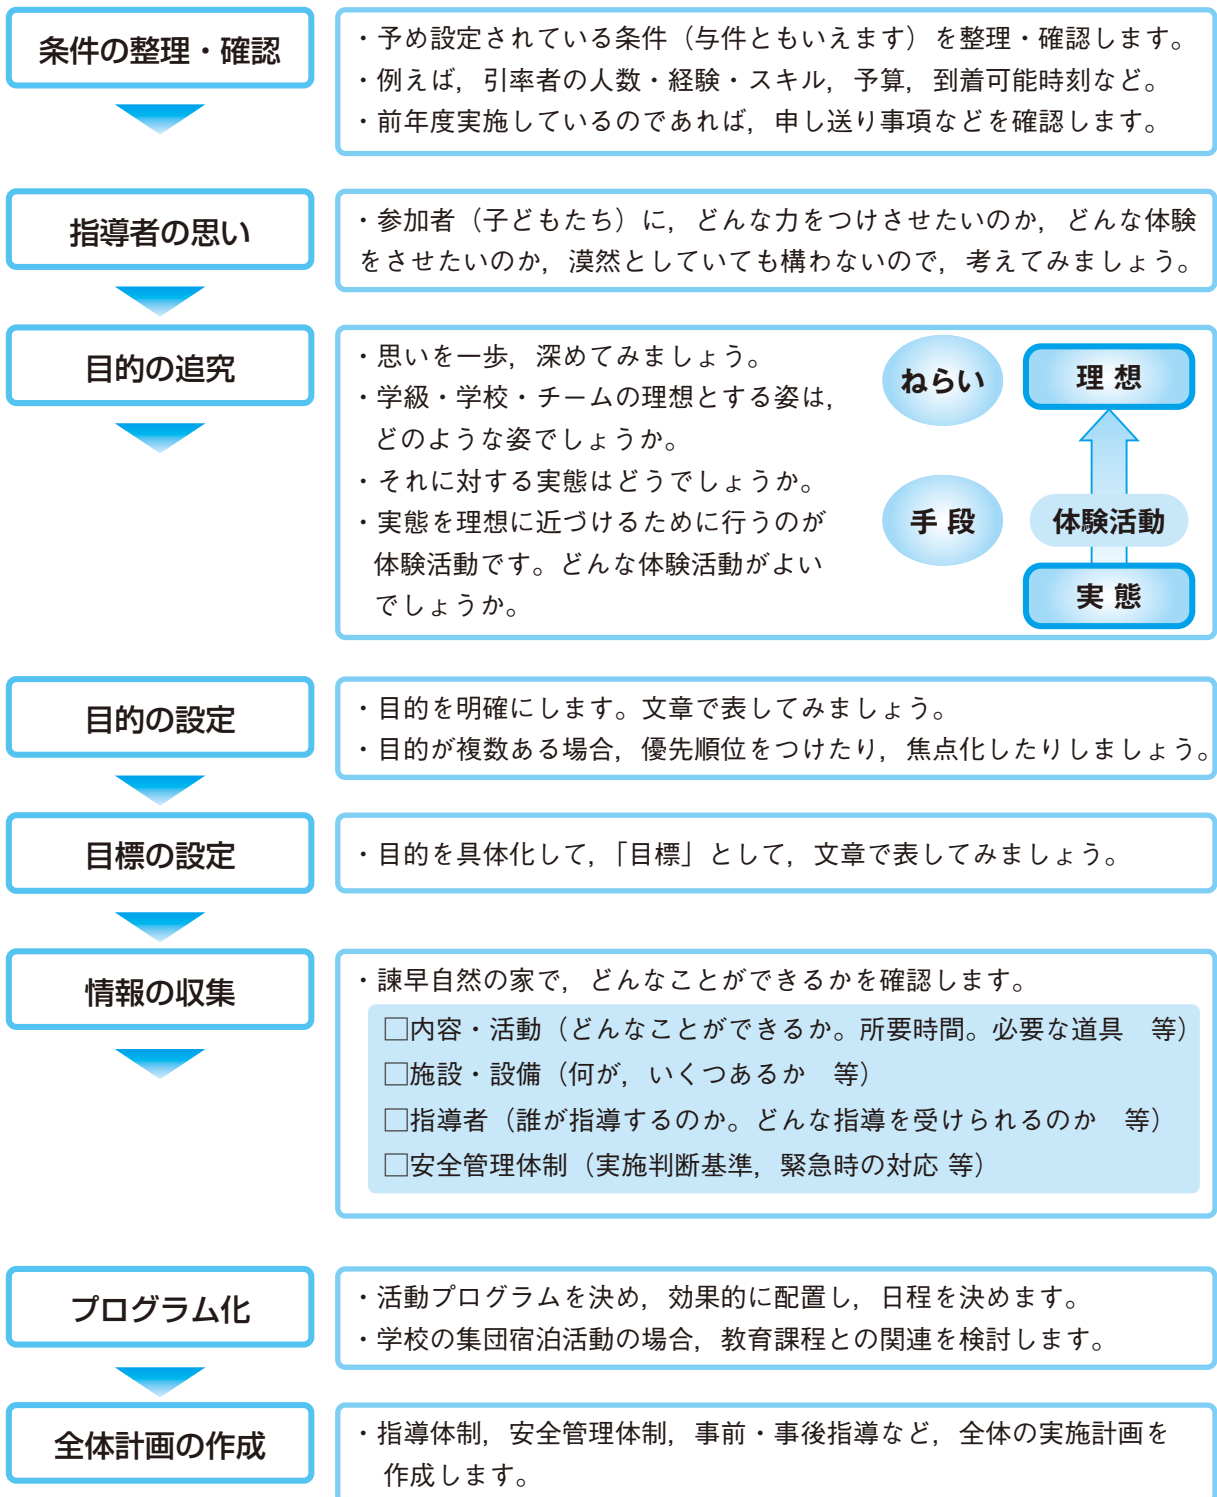 条件の整理・確認
・予め設定されている条件（与件ともいえます）を整理・確認します。
・例えば，引率者の人数・経験・スキル，予算，到着可能時刻など。
・前年度実施しているのであれば，申し送り事項などを確認します。
指導者の思い
・参加者（子どもたち）に，どんな力をつけさせたいのか，どんな体験
をさせたいのか，漠然としていても構わないので，考えてみましょう。
目的の追究
・思いを一歩，深めてみましょう。
・学級・学校・チームの理想とする姿は，
どのような姿でしょうか。
・それに対する実態はどうでしょうか。
・実態を理想に近づけるために行うのが
体験活動です。どんな体験活動がよい
でしょうか。
ねらい
理 想
手 段
体験活動
実 態
目的の設定
・目的を明確にします。文章で表してみましょう。
・目的が複数ある場合，優先順位をつけたり，焦点化したりしましょう。
目標の設定
・目的を具体化して，「目標」として，文章で表してみましょう。
情報の収集
・諫早自然の家で，どんなことができるかを確認します。
□内容・活動（どんなことができるか。所要時間。必要な道具　等）
□施設・設備（何が，いくつあるか　等）
□指導者（誰が指導するのか。どんな指導を受けられるのか　等）
□安全管理体制（実施判断基準，緊急時の対応 等）
プログラム化
・活動プログラムを決め，効果的に配置し，日程を決めます。
・学校の集団宿泊活動の場合，教育課程との関連を検討します。
全体計画の作成
・指導体制，安全管理体制，事前・事後指導など，全体の実施計画を
作成します。